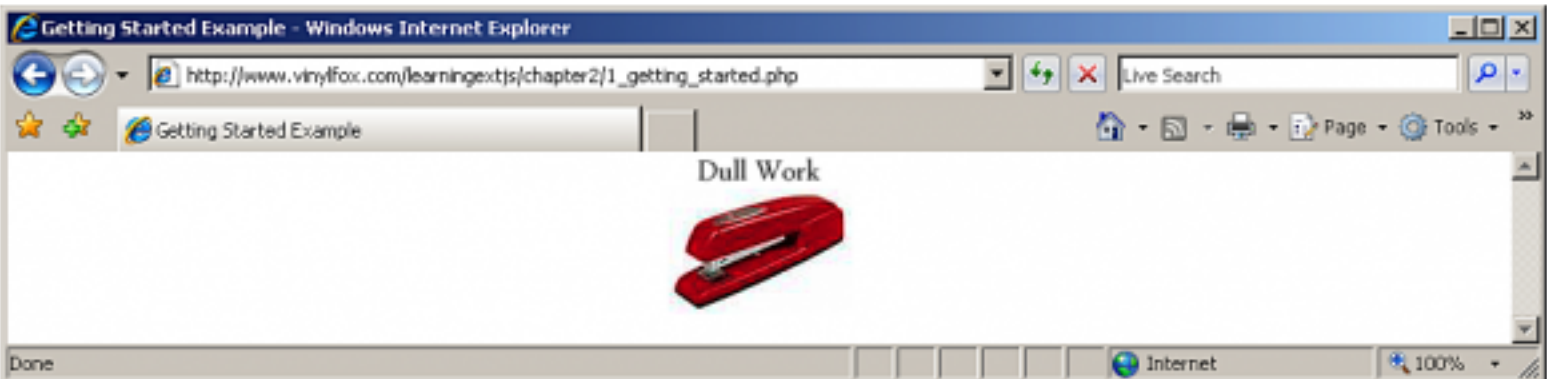 Getting Started Example - Windows Internet Explorer
http://www.vinylfox.com/learningextjs/chapter2/1_getting_started.php
Live Search
Getting Started Example
Page
Tools
Dull Work
Done
Internet
100%